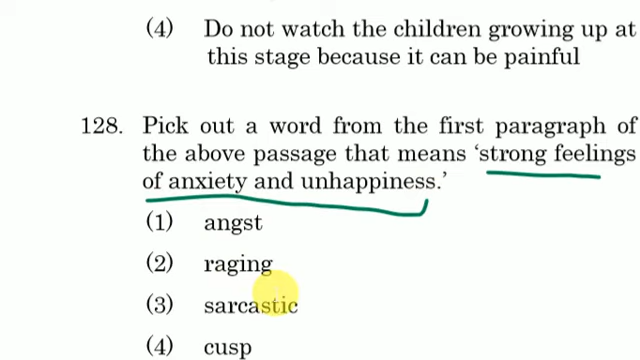 (4) Do not watch the children growing up at
this stage because it can be painful
128. Pick out a word from the first paragraph of
the above passage that means ‘strong feelings
of anxiety and unhappiness.’
(1) angst
(2) raging
(3) sarcastic
(4) cusp